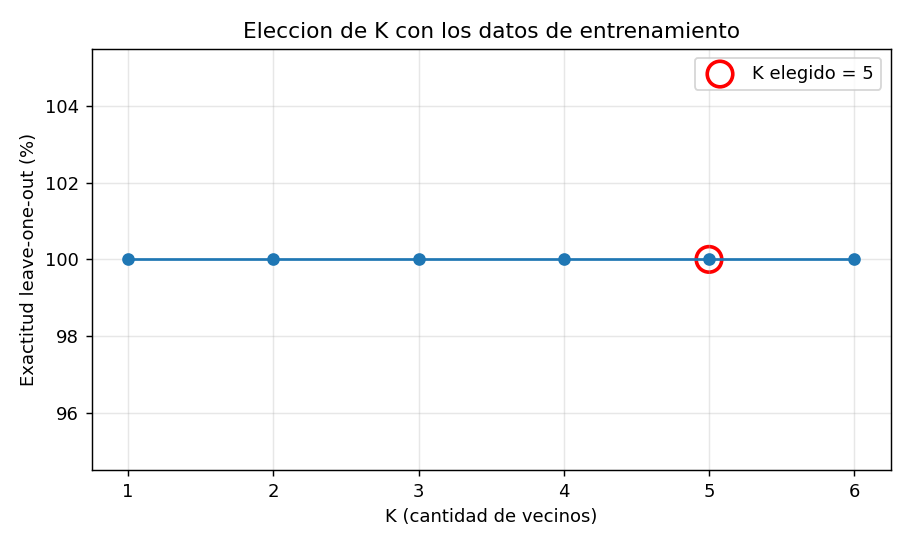 Eleccion de K con los datos de entrenamiento
K elegido = 5
Exactitud leave-one-out (%)
104
102
100
98
96
1 2 3 4 5 6
K (cantidad de vecinos)